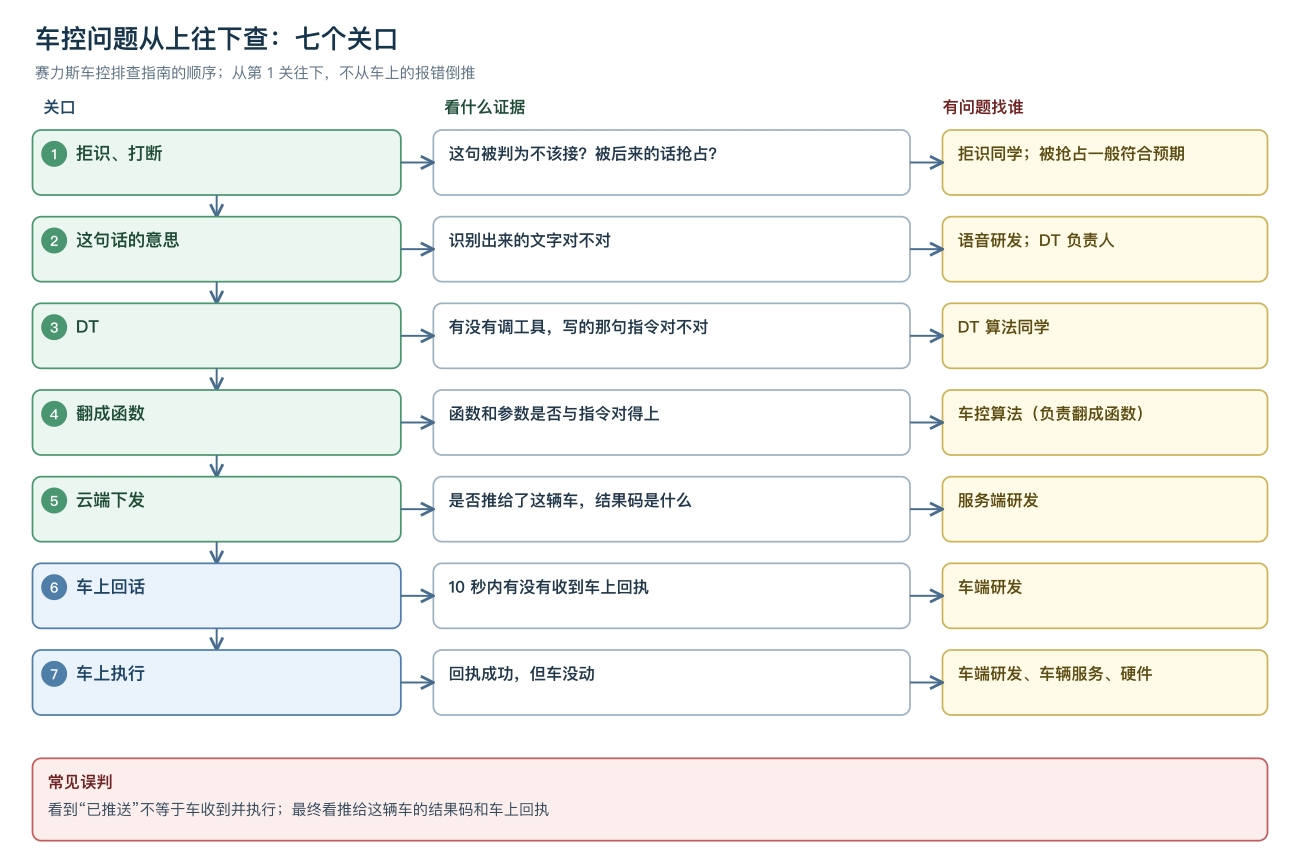 车控问题从上往下查：七个关口
赛力斯车控排查指南的顺序；从第 1 关往下，不从车上的报错倒推
关口
看什么证据
有问题找谁
1 拒识、打断
这句被判为不该接？被后来的话抢占？
拒识同学；被抢占一般符合预期
2 这句话的意思
识别出来的文字对不对
语音研发；DT 负责人
3 DT
有没有调工具，写的那句指令对不对
DT 算法同学
4 翻成函数
函数和参数是否与指令对得上
车控算法（负责翻成函数）
5 云端下发
是否推给了这辆车，结果码是什么
服务端研发
6 车上回话
10 秒内有没有收到车上回执
车端研发
7 车上执行
回执成功，但车没动
车端研发、车辆服务、硬件
常见误判
看到“已推送”不等于车收到并执行；最终看推给这辆车的结果码和车上回执